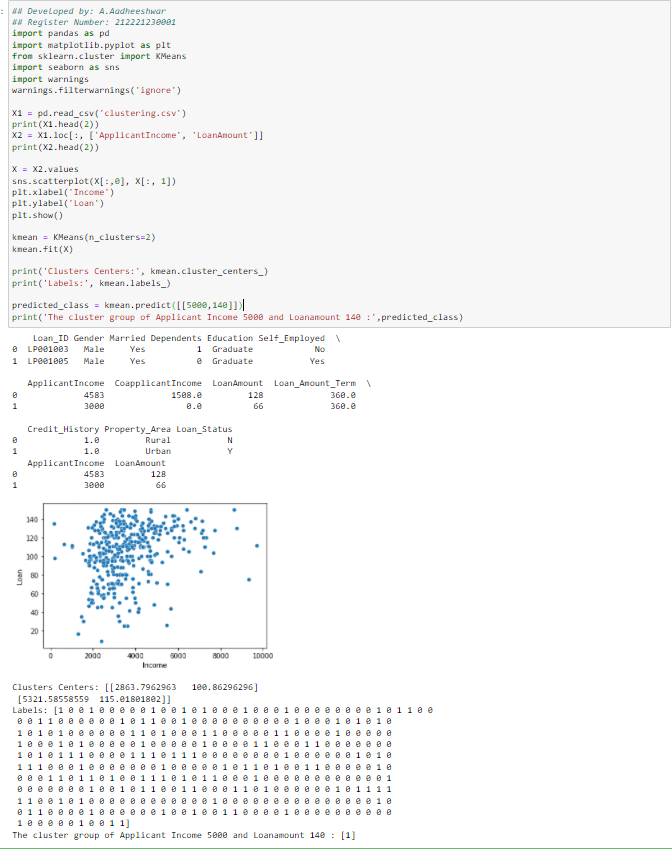 ## Developed by: A.Aadheeshwar
## Register Number: 212221230001
import pandas as pd
import matplotlib.pyplot as plt
from sklearn.cluster import KMeans
import seaborn as sns
import warnings
warnings.filterwarnings('ignore')
X1 = pd.read_csv('clustering.csv')
print(X1.head(2))
X2 = X1.loc[:, ['ApplicantIncome', 'LoanAmount']]
print(X2.head(2))
X = X2.values
sns.scatterplot(X[:,0], X[:, 1])
plt.xlabel('Income')
plt.ylabel('Loan')
plt.show()
kmean = KMeans(n_clusters=2)
kmean.fit(X)
print('Clusters Centers:', kmean.cluster_centers_)
print('Labels:', kmean.labels_)
predicted_class = kmean.predict([[5000,140]])
print('The cluster group of Applicant Income 5000 and Loanamount 140 :',predicted_class)
Loan_ID Gender Married Dependents Education Self_Employed \
0 LP001003 Male Yes 1 Graduate No
1 LP001005 Male Yes 0 Graduate Yes
ApplicantIncome CoapplicantIncome LoanAmount Loan_Amount_Term \
0 4583 1508.0 128 360.0
1 3000 0.0 66 360.0
Credit_History Property_Area Loan_Status
0 1.0 Rural N
1 1.0 Urban Y
ApplicantIncome LoanAmount
0 4583 128
1 3000 66
140
120
100
80
60
40
20
Loan
0 2000 4000 6000 8000 10000
Income
Clusters Centers: [[2863.7962963 100.86296296]
[5321.58558559 115.01801802]]
Labels: [1 0 0 1 0 0 0 0 0 1 0 0 1 0 1 0 0 0 1 0 0 0 1 0 0 0 0 0 0 0 0 1 0 1 1 0 0
1 0 0 0 0 0 1 0 0 1 1]
The cluster group of Applicant Income 5000 and Loanamount 140 : [1]